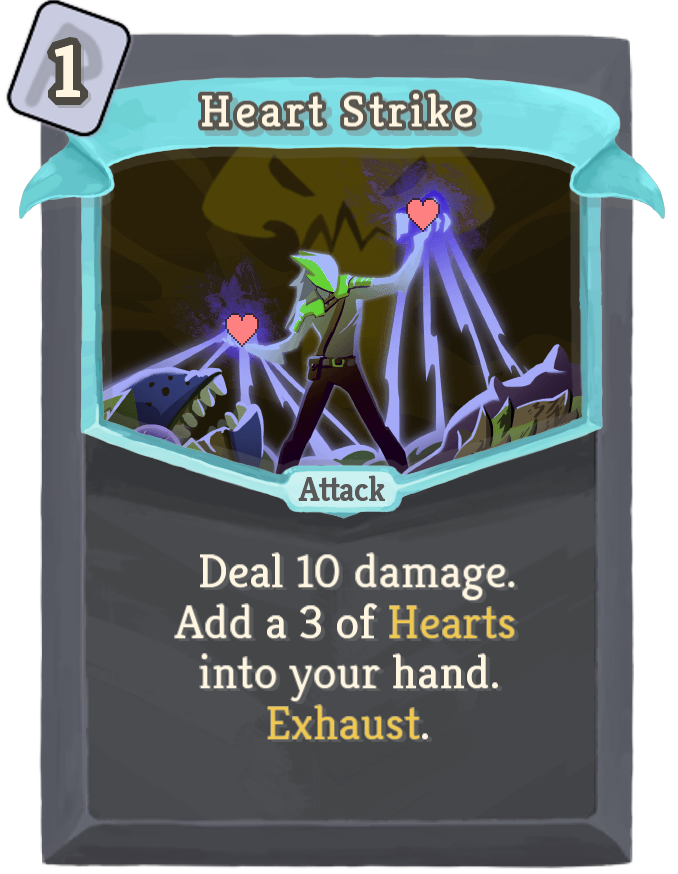 1
Heart Strike
Attack
Deal 10 damage.
Add a 3 of Hearts
into your hand.
Exhaust.